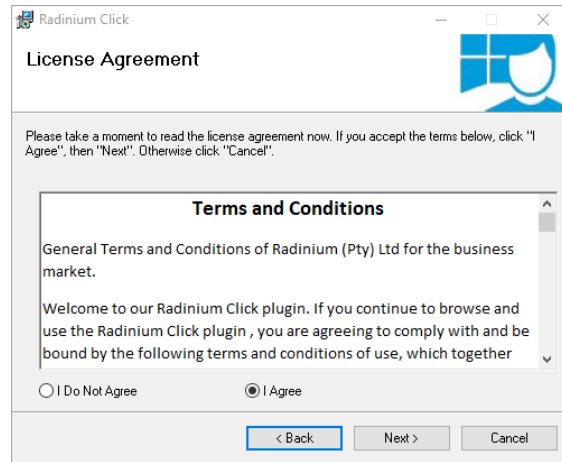 Radinium Click
License Agreement
Please take a moment to read the license agreement now. If you accept the terms below, click "I
Agree", then "Next". Otherwise click "Cancel".
Terms and Conditions
General Terms and Conditions of Radinium (Pty) Ltd for the business
market.
Welcome to our Radinium Click plugin. If you continue to browse and
use the Radinium Click plugin , you are agreeing to comply with and be
bound by the following terms and conditions of use, which together
I Do Not Agree I Agree
< Back Next > Cancel